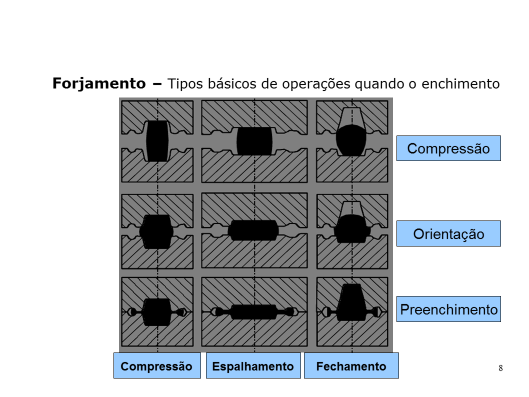 Forjamento – Tipos básicos de operações quando o enchimento
Compressão
Orientação
Preenchimento
Compressão
Espalhamento
Fechamento
8